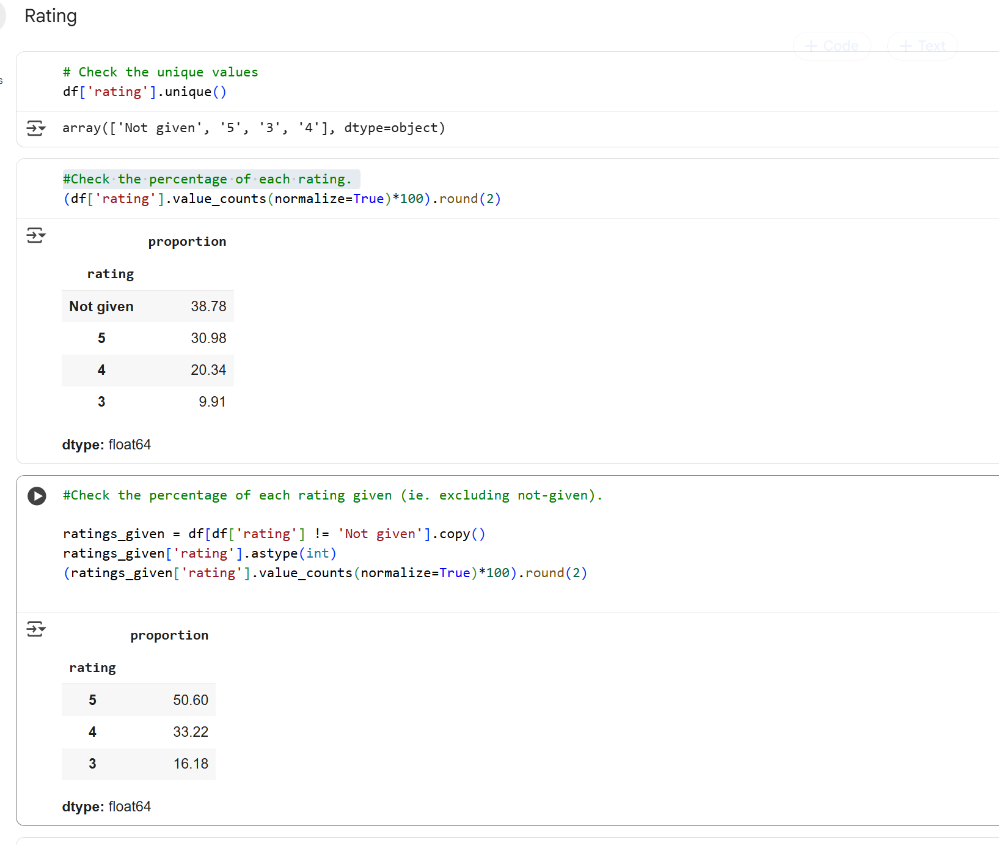 Rating
+ Code + Text
s
# Check the unique values
df['rating'].unique()
array(['Not given', '5', '3', '4'], dtype=object)
#Check the percentage of each rating.
(df['rating'].value_counts(normalize=True)*100).round(2)
proportion
rating
Not given 38.78
5 30.98
4 20.34
3 9.91
dtype: float64
#Check the percentage of each rating given (ie. excluding not-given).
ratings_given = df[df['rating'] != 'Not given'].copy()
ratings_given['rating'].astype(int)
(ratings_given['rating'].value_counts(normalize=True)*100).round(2)
proportion
rating
5 50.60
4 33.22
3 16.18
dtype: float64